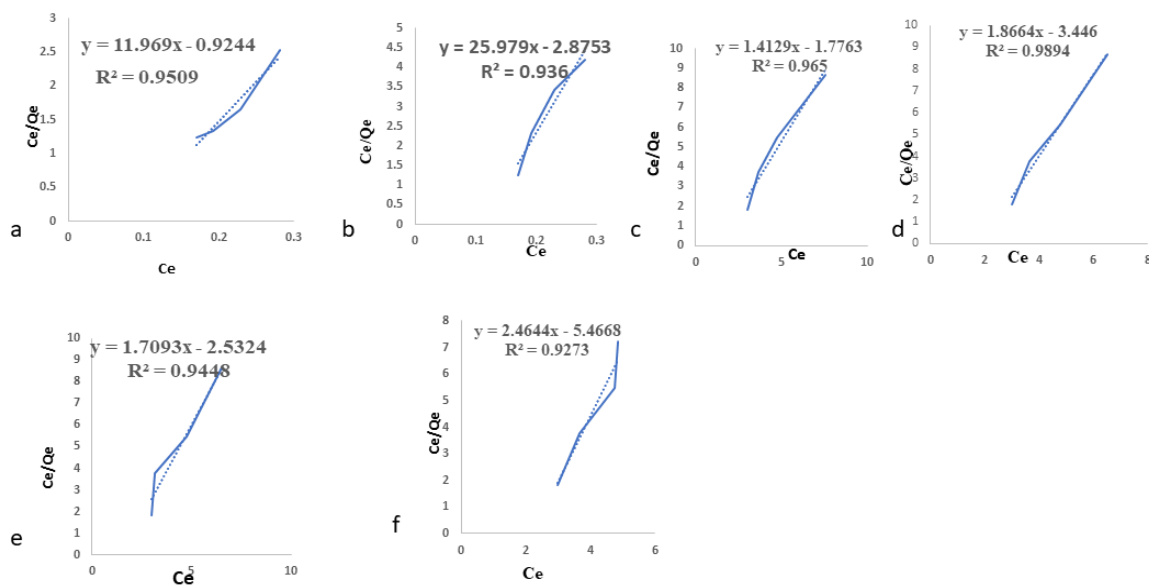 y = 11.969x - 0.9244
R² = 0.9509
3
2.5
2
1.5
1
0.5
0
Ce/Qe
0
0.1
0.2
0.3
Ce
a
y = 25.979x - 2.8753
R² = 0.936
5
4.5
4
3.5
3
2.5
2
1.5
1
0.5
0
Ce/Qe
0
0.1
0.2
0.3
Ce
b
y = 1.4129x - 1.7763
R² = 0.965
10
9
8
7
6
5
4
3
2
1
0
Ce/Qe
0
5
10
Ce
c
y = 1.8664x - 3.446
R² = 0.9894
10
9
8
7
6
5
4
3
2
1
0
Ce/Qe
0
2
4
6
8
Ce
d
y = 1.7093x - 2.5324
R² = 0.9448
10
9
8
7
6
5
4
3
2
1
0
Ce/Qe
0
5
10
Ce
e
y = 2.4644x - 5.4668
R² = 0.9273
8
7
6
5
4
3
2
1
0
Ce/Qe
0
2
4
6
Ce
f